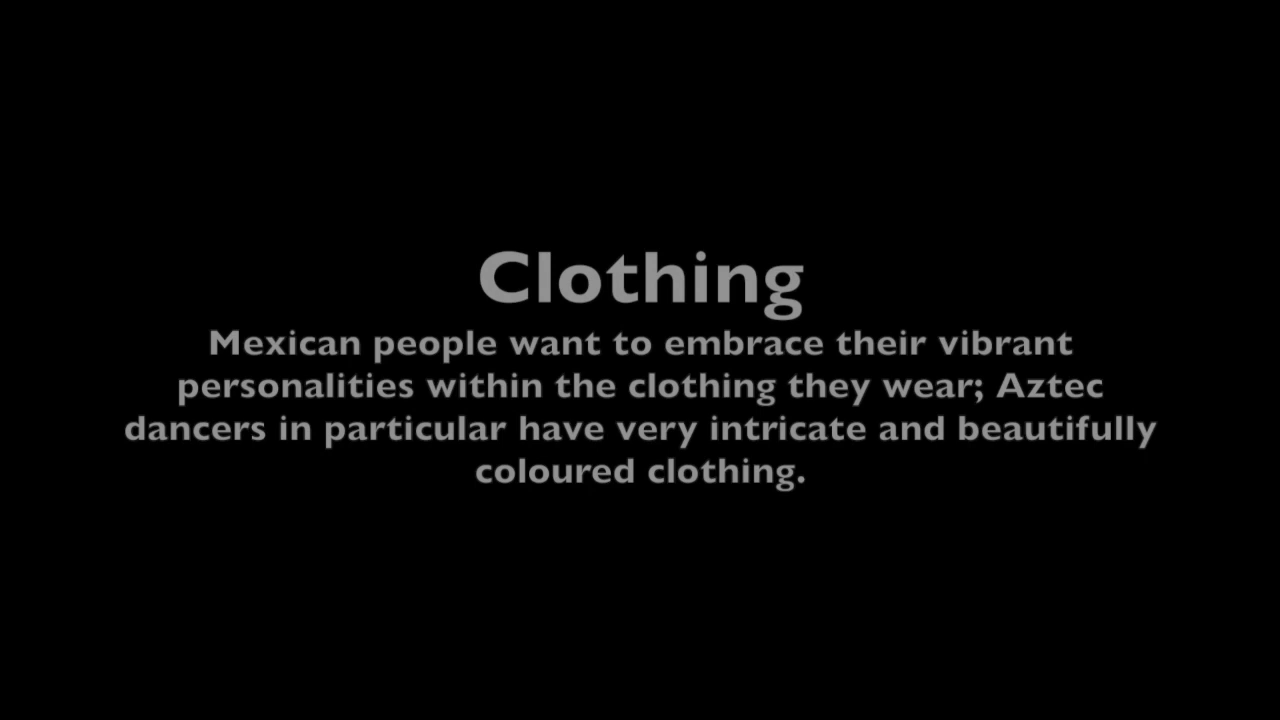 Clothing
Mexican people want to embrace their vibrant
personalities within the clothing they wear; Aztec
dancers in particular have very intricate and beautifully
coloured clothing.